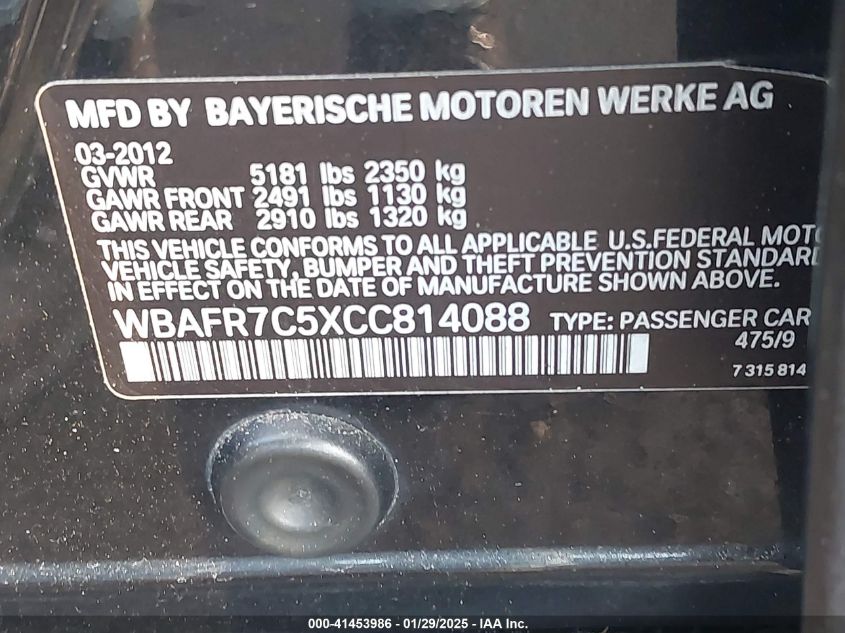 MFD BY BAYERISCHE MOTOREN WERKE AG
03-2012
GVWR 5181 lbs 2350 kg
GAWR FRONT 2491 lbs 1130 kg
GAWR REAR 2910 lbs 1320 kg
THIS VEHICLE CONFORMS TO ALL APPLICABLE U.S.FEDERAL MOTO
VEHICLE SAFETY, BUMPER AND THEFT PREVENTION STANDARD
IN EFFECT ON THE DATE OF MANUFACTURE SHOWN ABOVE.
WBAFR7C5XCC814088 TYPE: PASSENGER CAR
475/9
7 315 814
000-41453986 - 01/29/2025 - IAA Inc.